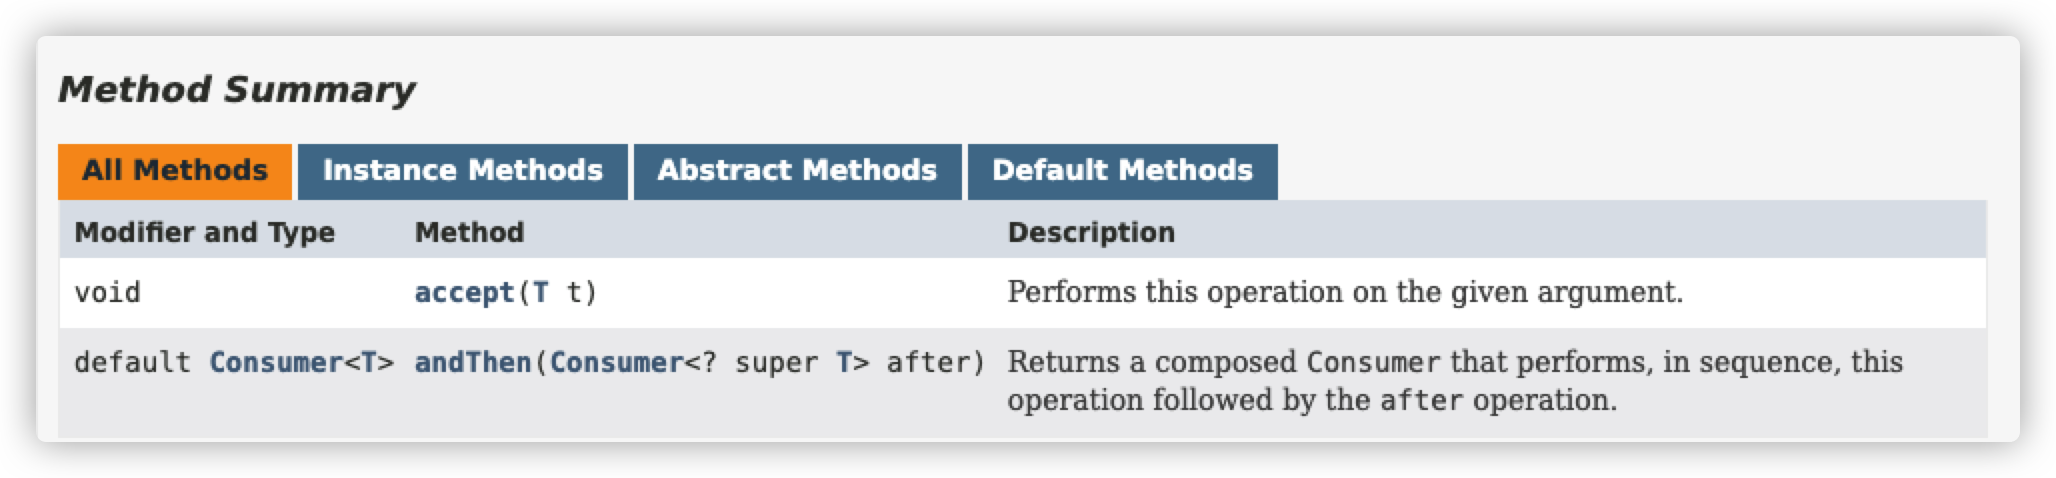 Method Summary
All Methods Instance Methods Abstract Methods Default Methods
Modifier and Type Method Description
void accept(T t) Performs this operation on the given argument.
default Consumer<T> andThen(Consumer<? super T> after) Returns a composed Consumer that performs, in sequence, this
operation followed by the after operation.